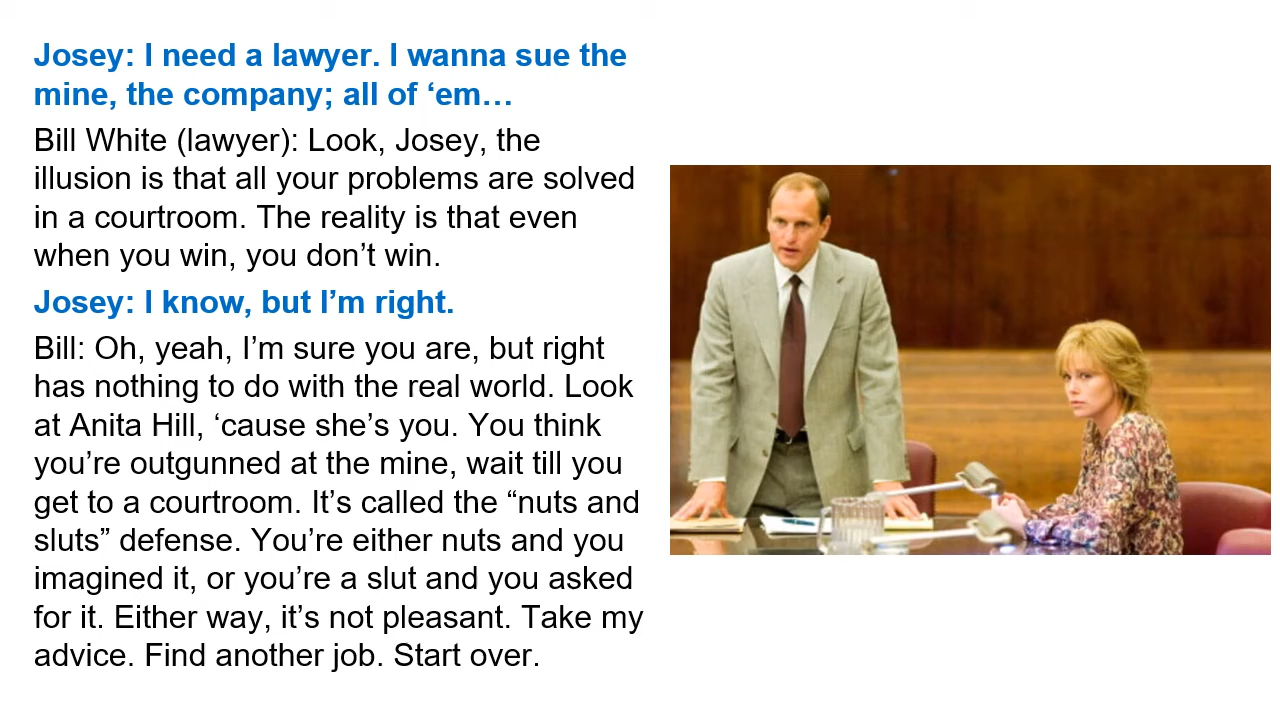 Josey: I need a lawyer. I wanna sue the
mine, the company; all of ‘em…
Bill White (lawyer): Look, Josey, the
illusion is that all your problems are solved
in a courtroom. The reality is that even
when you win, you don’t win.
Josey: I know, but I’m right.
Bill: Oh, yeah, I’m sure you are, but right
has nothing to do with the real world. Look
at Anita Hill, ‘cause she’s you. You think
you’re outgunned at the mine, wait till you
get to a courtroom. It’s called the “nuts and
sluts” defense. You’re either nuts and you
imagined it, or you’re a slut and you asked
for it. Either way, it’s not pleasant. Take my
advice. Find another job. Start over.